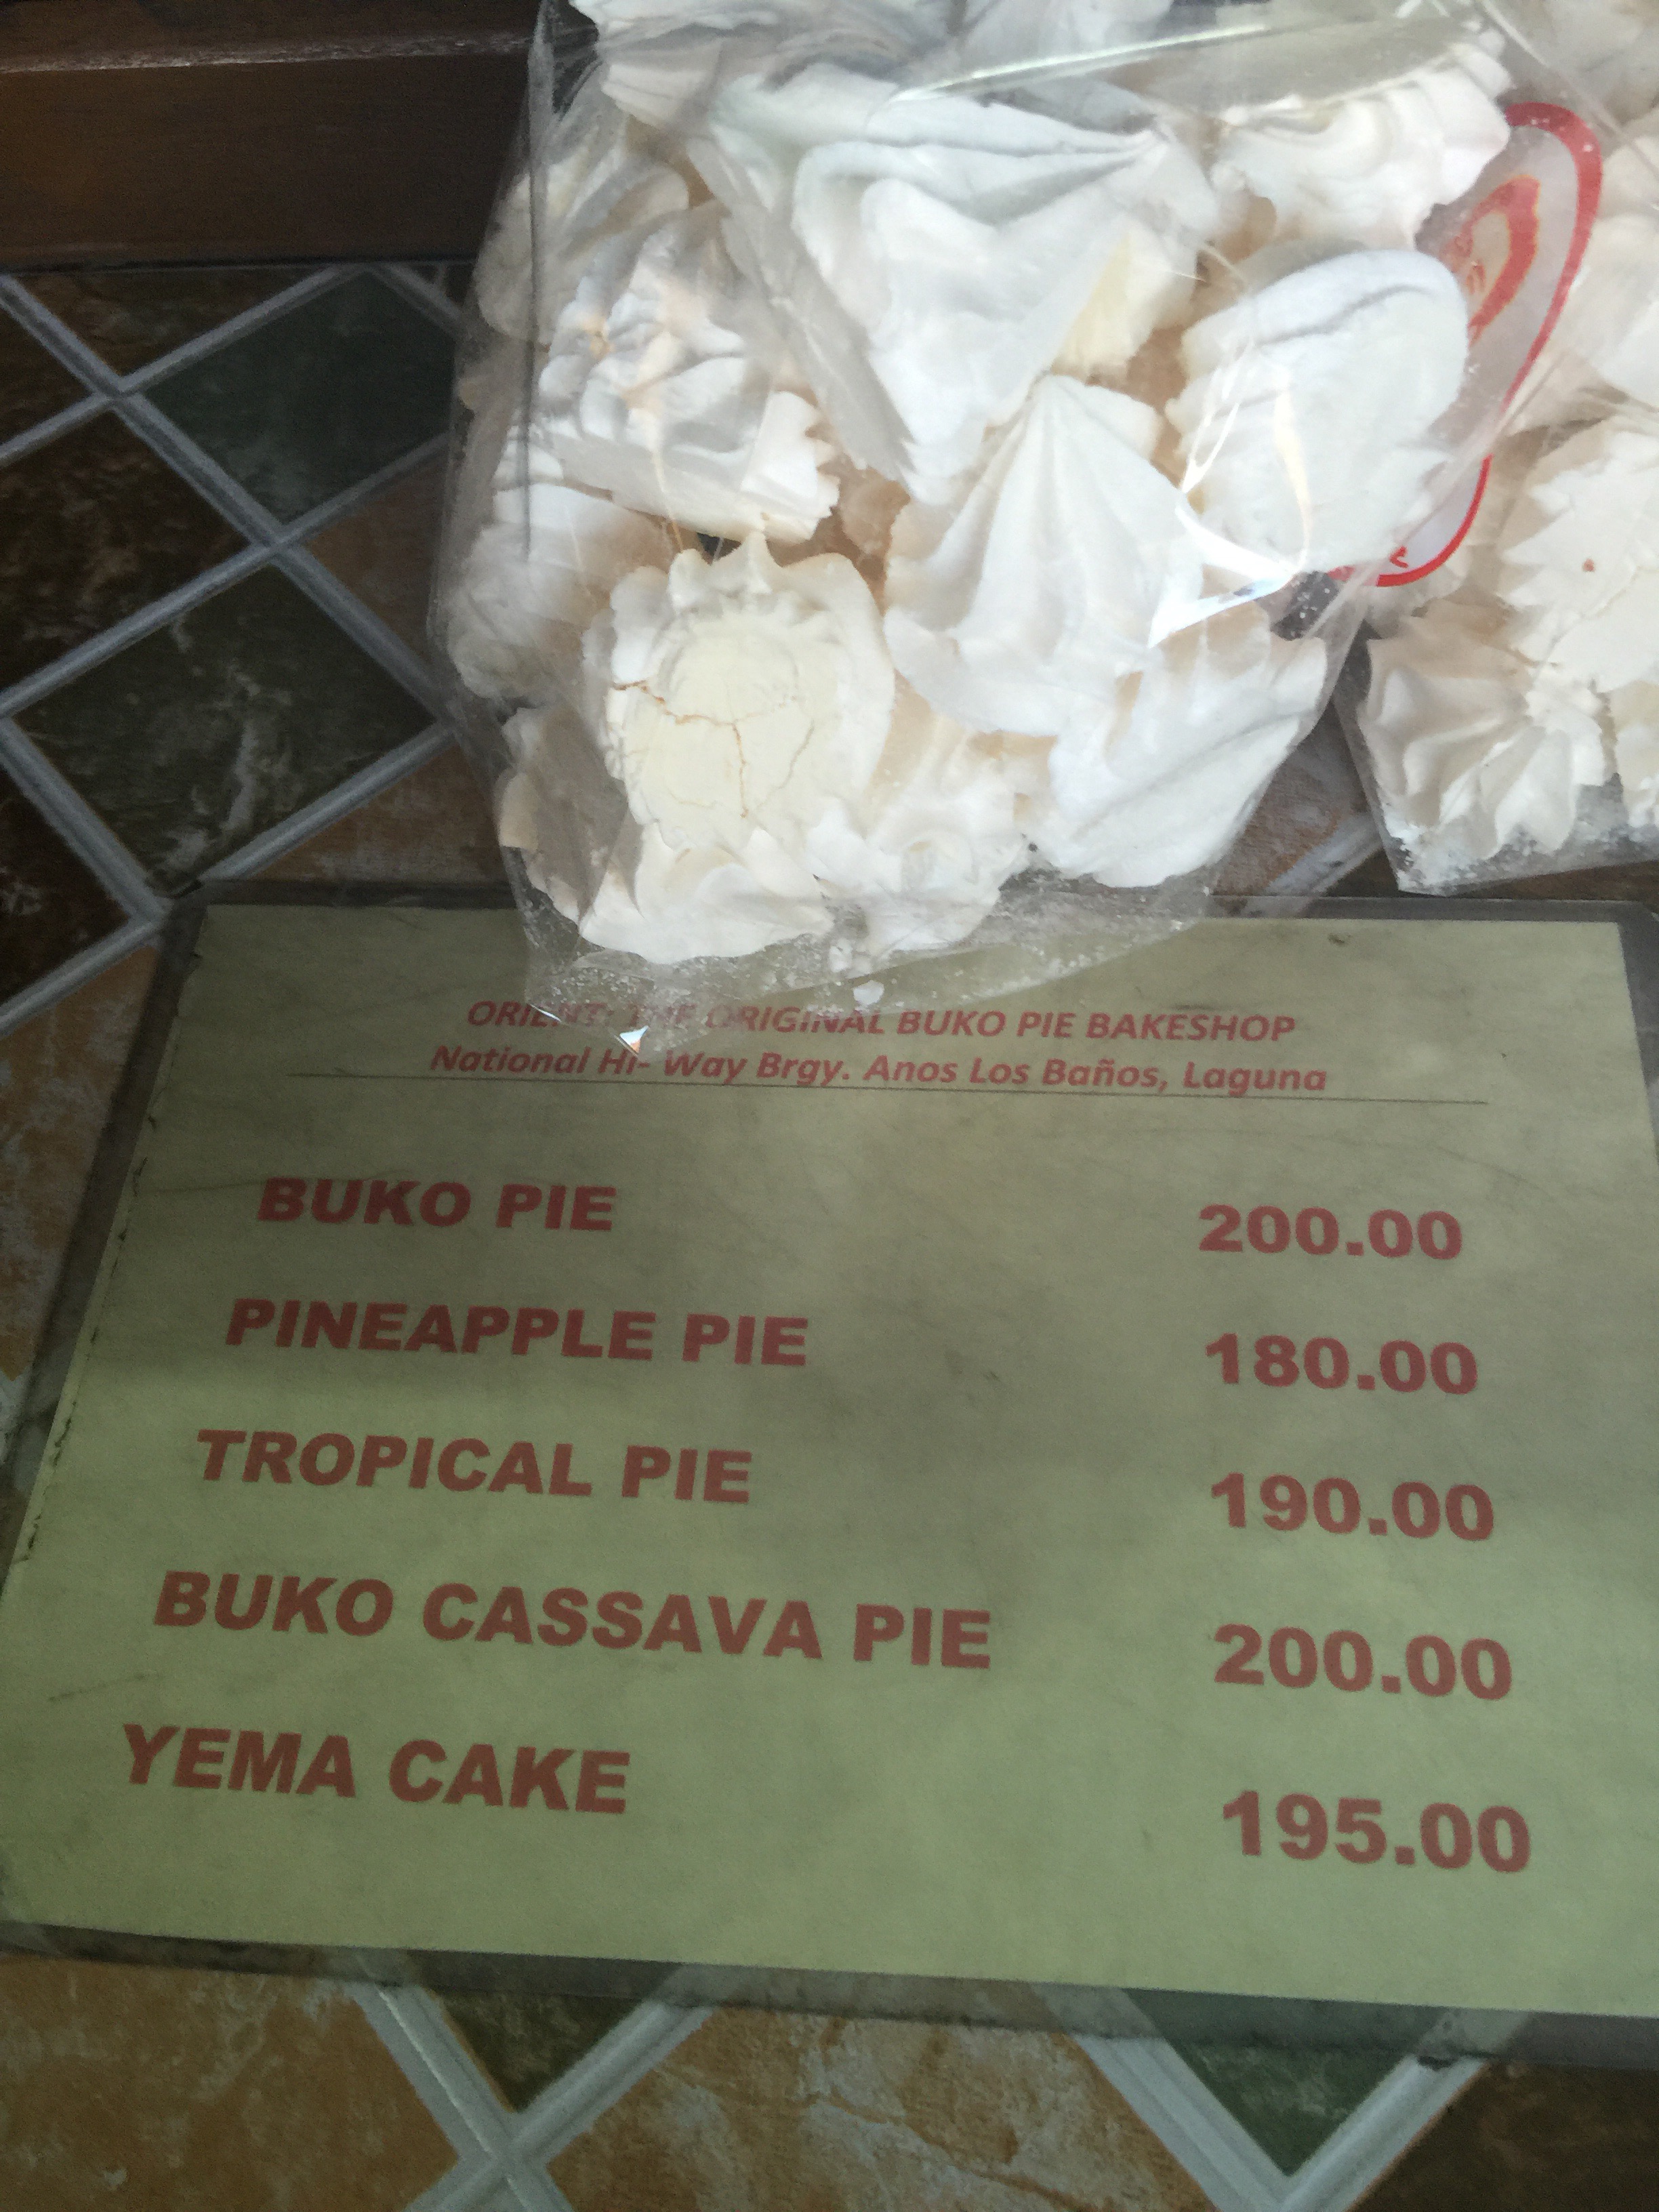 ORIENT: THE ORIGINAL BUKO PIE BAKESHOP
National Hi- Way Brgy. Anos Los Baños, Laguna
BUKO PIE 200.00
PINEAPPLE PIE 180.00
TROPICAL PIE 190.00
BUKO CASSAVA PIE 200.00
YEMA CAKE 195.00